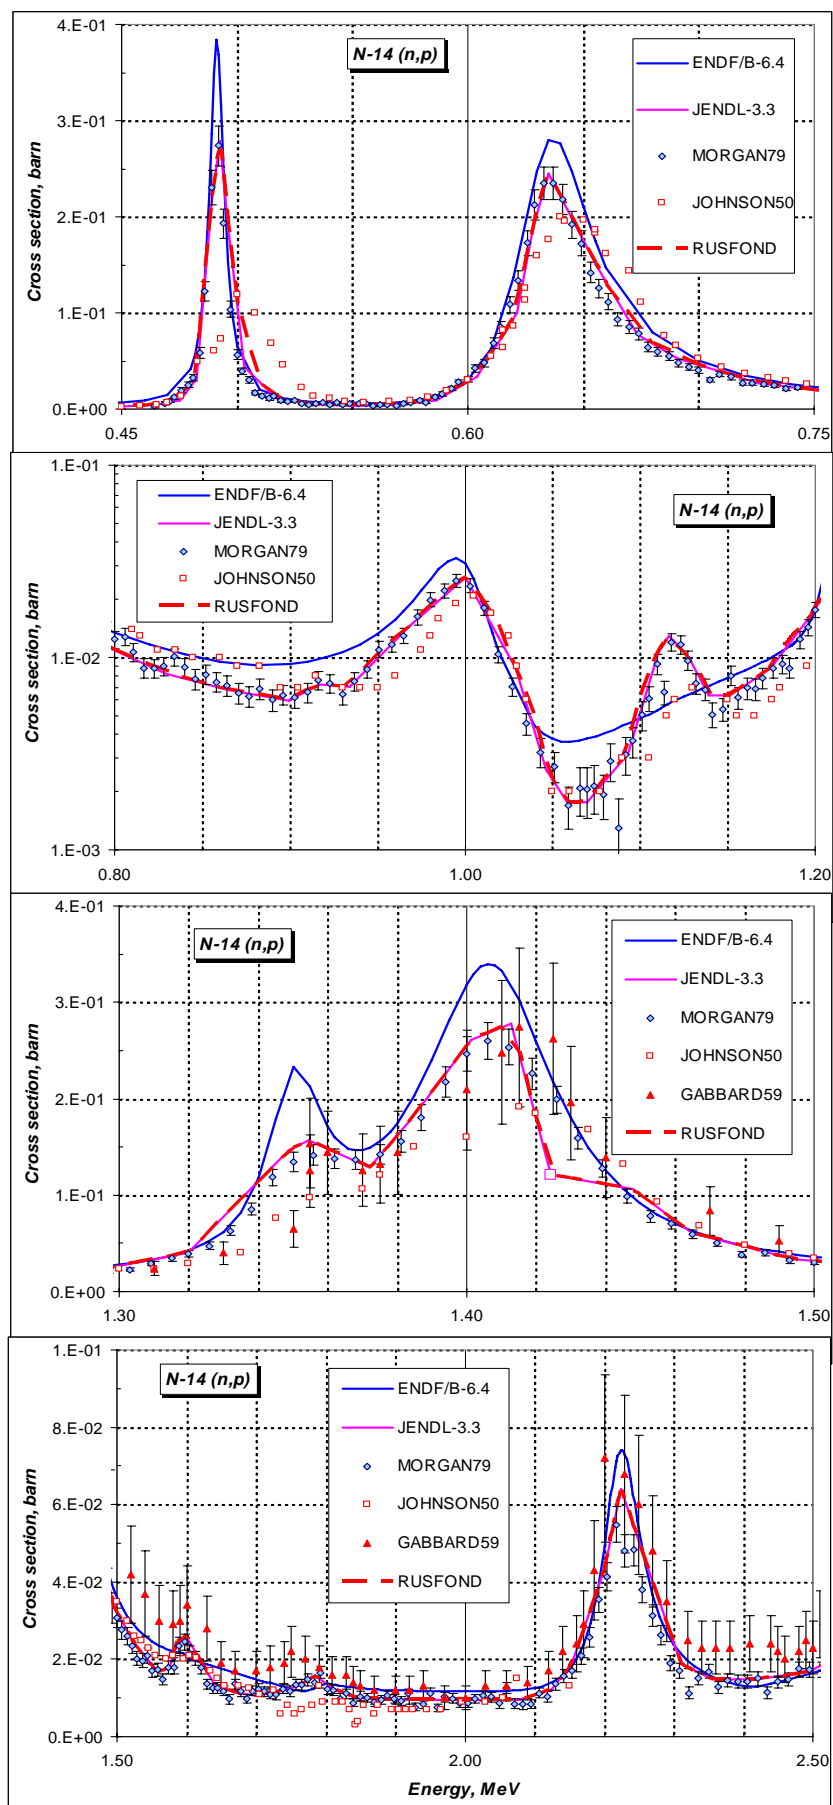 4.E-01
N-14 (n,p)
ENDF/B-6.4
JENDL-3.3
MORGAN79
JOHNSON50
RUSFOND
3.E-01
2.E-01
1.E-01
0.E+00
Cross section, barn
0.45
0.60
0.75
1.E-01
ENDF/B-6.4
JENDL-3.3
MORGAN79
JOHNSON50
RUSFOND
N-14 (n,p)
1.E-02
1.E-03
Cross section, barn
0.80
1.00
1.20
4.E-01
N-14 (n,p)
ENDF/B-6.4
JENDL-3.3
MORGAN79
JOHNSON50
GABBARD59
RUSFOND
3.E-01
2.E-01
1.E-01
0.E+00
Cross section, barn
1.30
1.40
1.50
1.E-01
N-14 (n,p)
ENDF/B-6.4
JENDL-3.3
MORGAN79
JOHNSON50
GABBARD59
RUSFOND
8.E-02
6.E-02
4.E-02
2.E-02
0.E+00
Cross section, barn
1.50
2.00
2.50
Energy, MeV